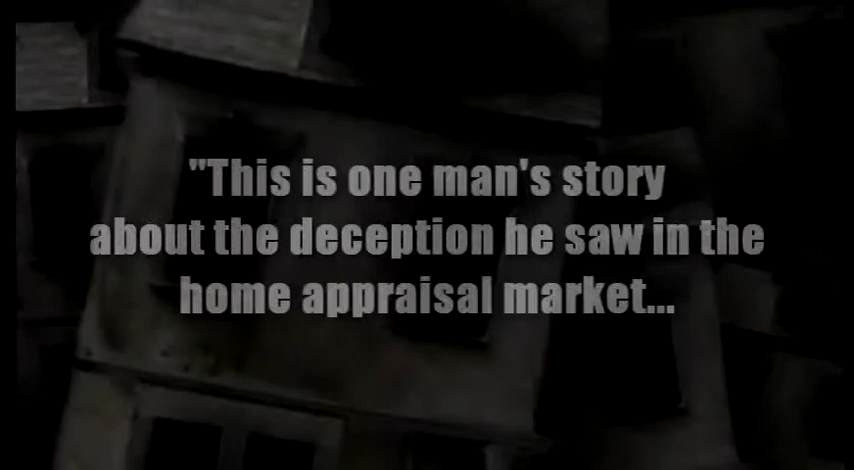 "This is one man's story
about the deception he saw in the
home appraisal market...